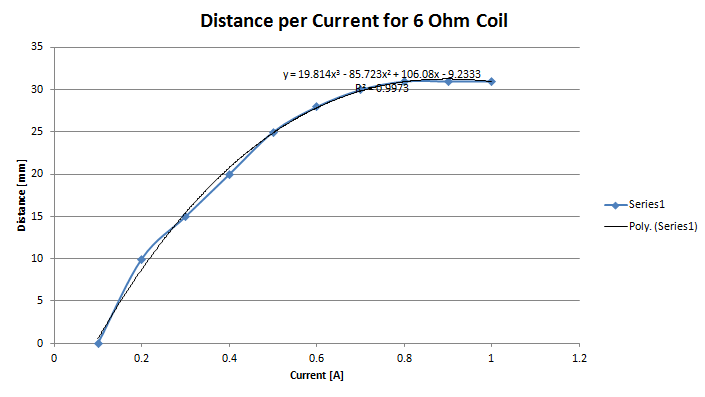 Distance per Current for 6 Ohm Coil
35
y = 19.814x³ - 85.723x² + 106.08x - 9.2333
R² = 0.9973
30
25
20
15
10
5
0
Distance [mm]
0 0.2 0.4 0.6 0.8 1 1.2
Current [A]
Series1
Poly. (Series1)